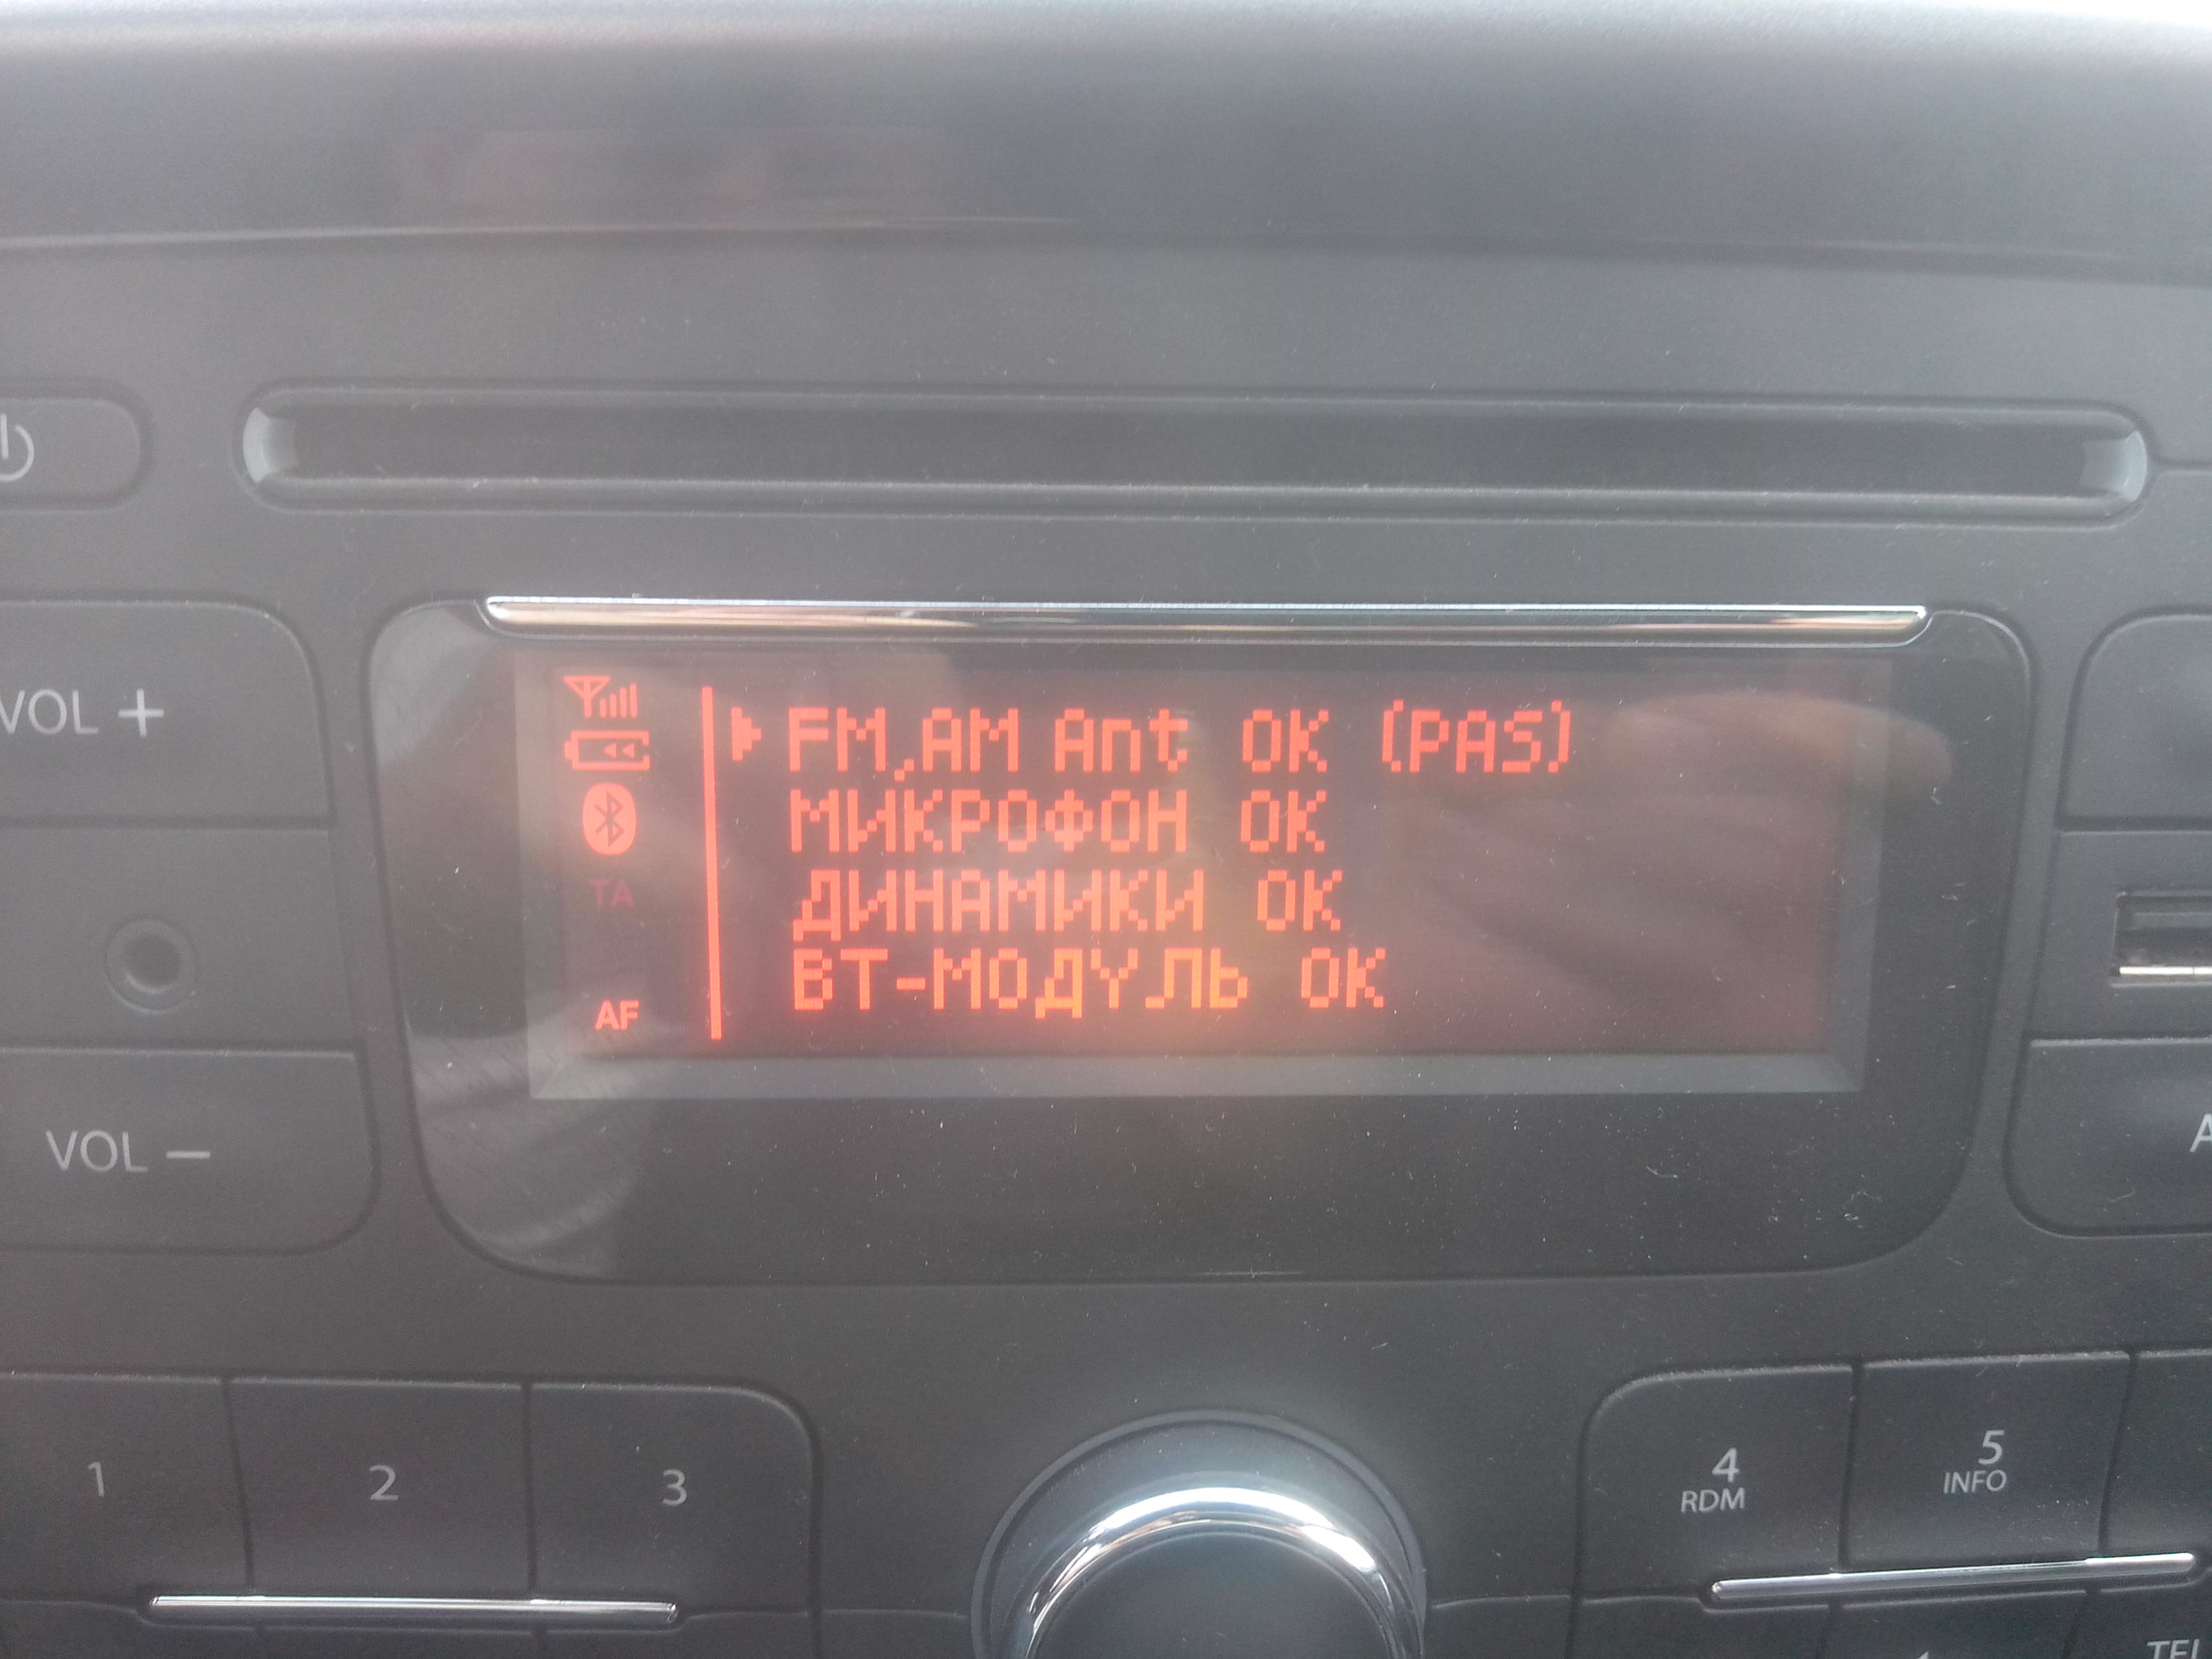 VOL +
FM,AM Ant OK (PAS)
МИКРОФОН OK
ДИНАМИКИ OK
ВТ-МОДУЛЬ OK
TA
AF
VOL −
1
2
3
4
RDM
5
INFO